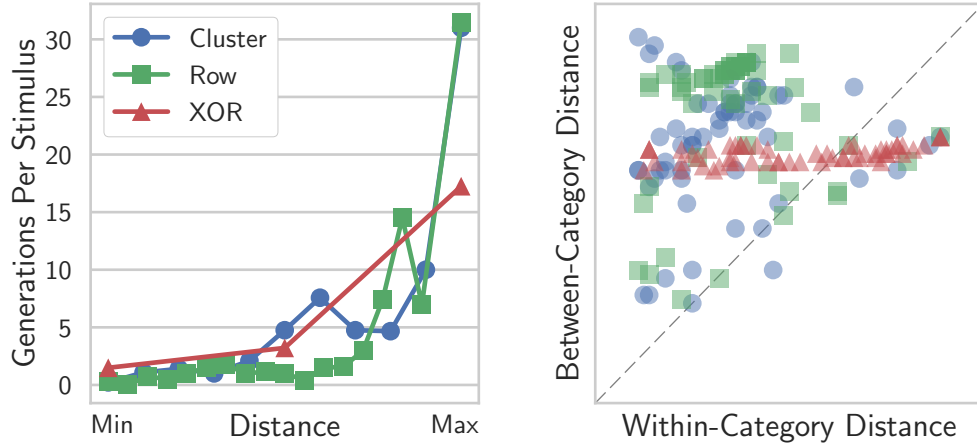 Generations Per Stimulus
30
25
20
15
10
5
0
Cluster
Row
XOR
Min
Distance
Max
Between-Category Distance
Within-Category Distance